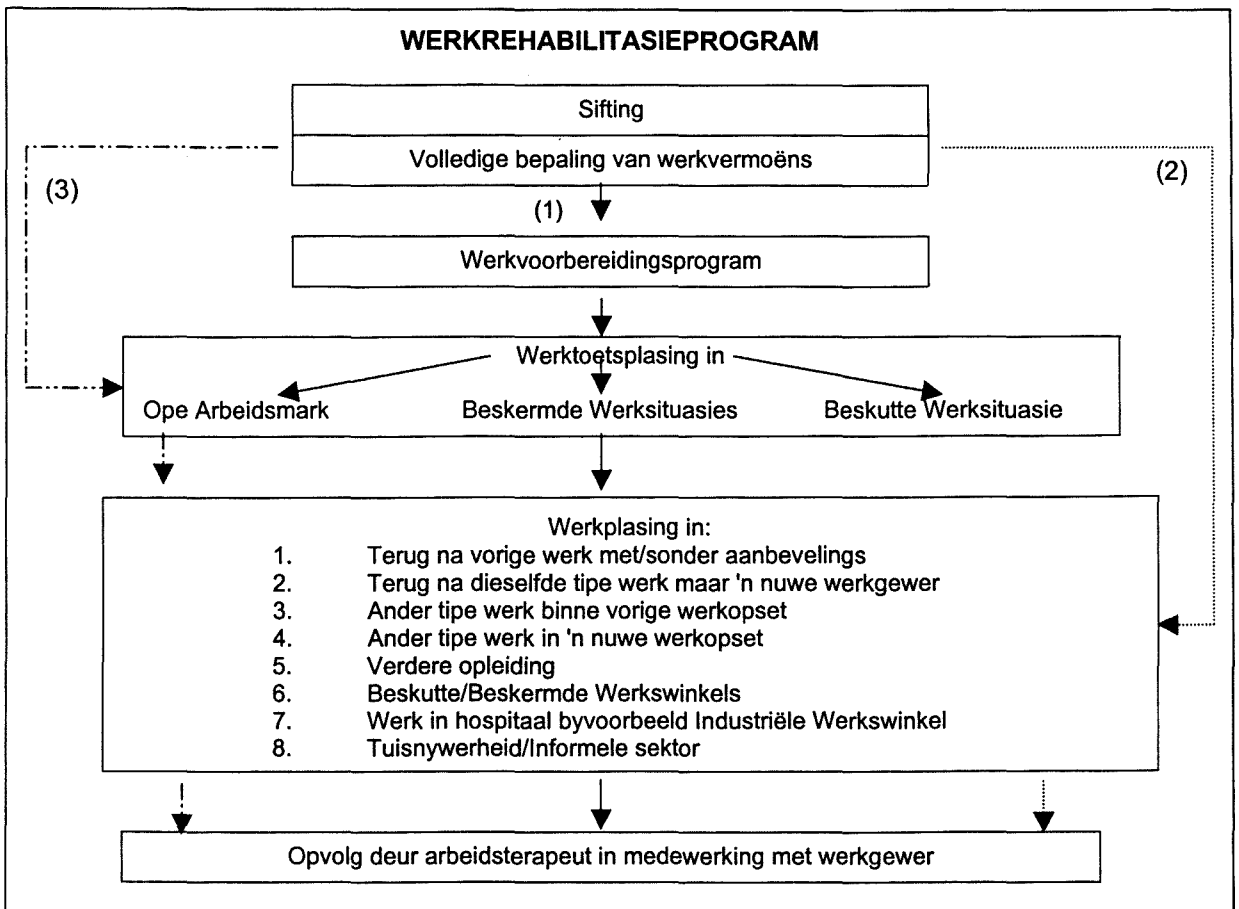 WERKREHABILITASIEPROGRAM
Sifting
Volledige bepaling van werkvermoëns
(3)
(2)
(1)
Werkvoorbereidingsprogram
Werktoetsplasing in
Ope Arbeidsmark
Beskermde Werksituasies
Beskutte Werksituasie
Werkplasing in:
1. Terug na vorige werk met/sonder aanbevelings
2. Terug na dieselfde tipe werk maar 'n nuwe werkgewer
3. Ander tipe werk binne vorige werkopset
4. Ander tipe werk in 'n nuwe werkopset
5. Verdere opleiding
6. Beskutte/Beskermde Werkswinkels
7. Werk in hospitaal byvoorbeeld Industriële Werkswinkel
8. Tuisnywerheid/Informele sektor
Opvolg deur arbeidsterapeut in medewerking met werkgewer